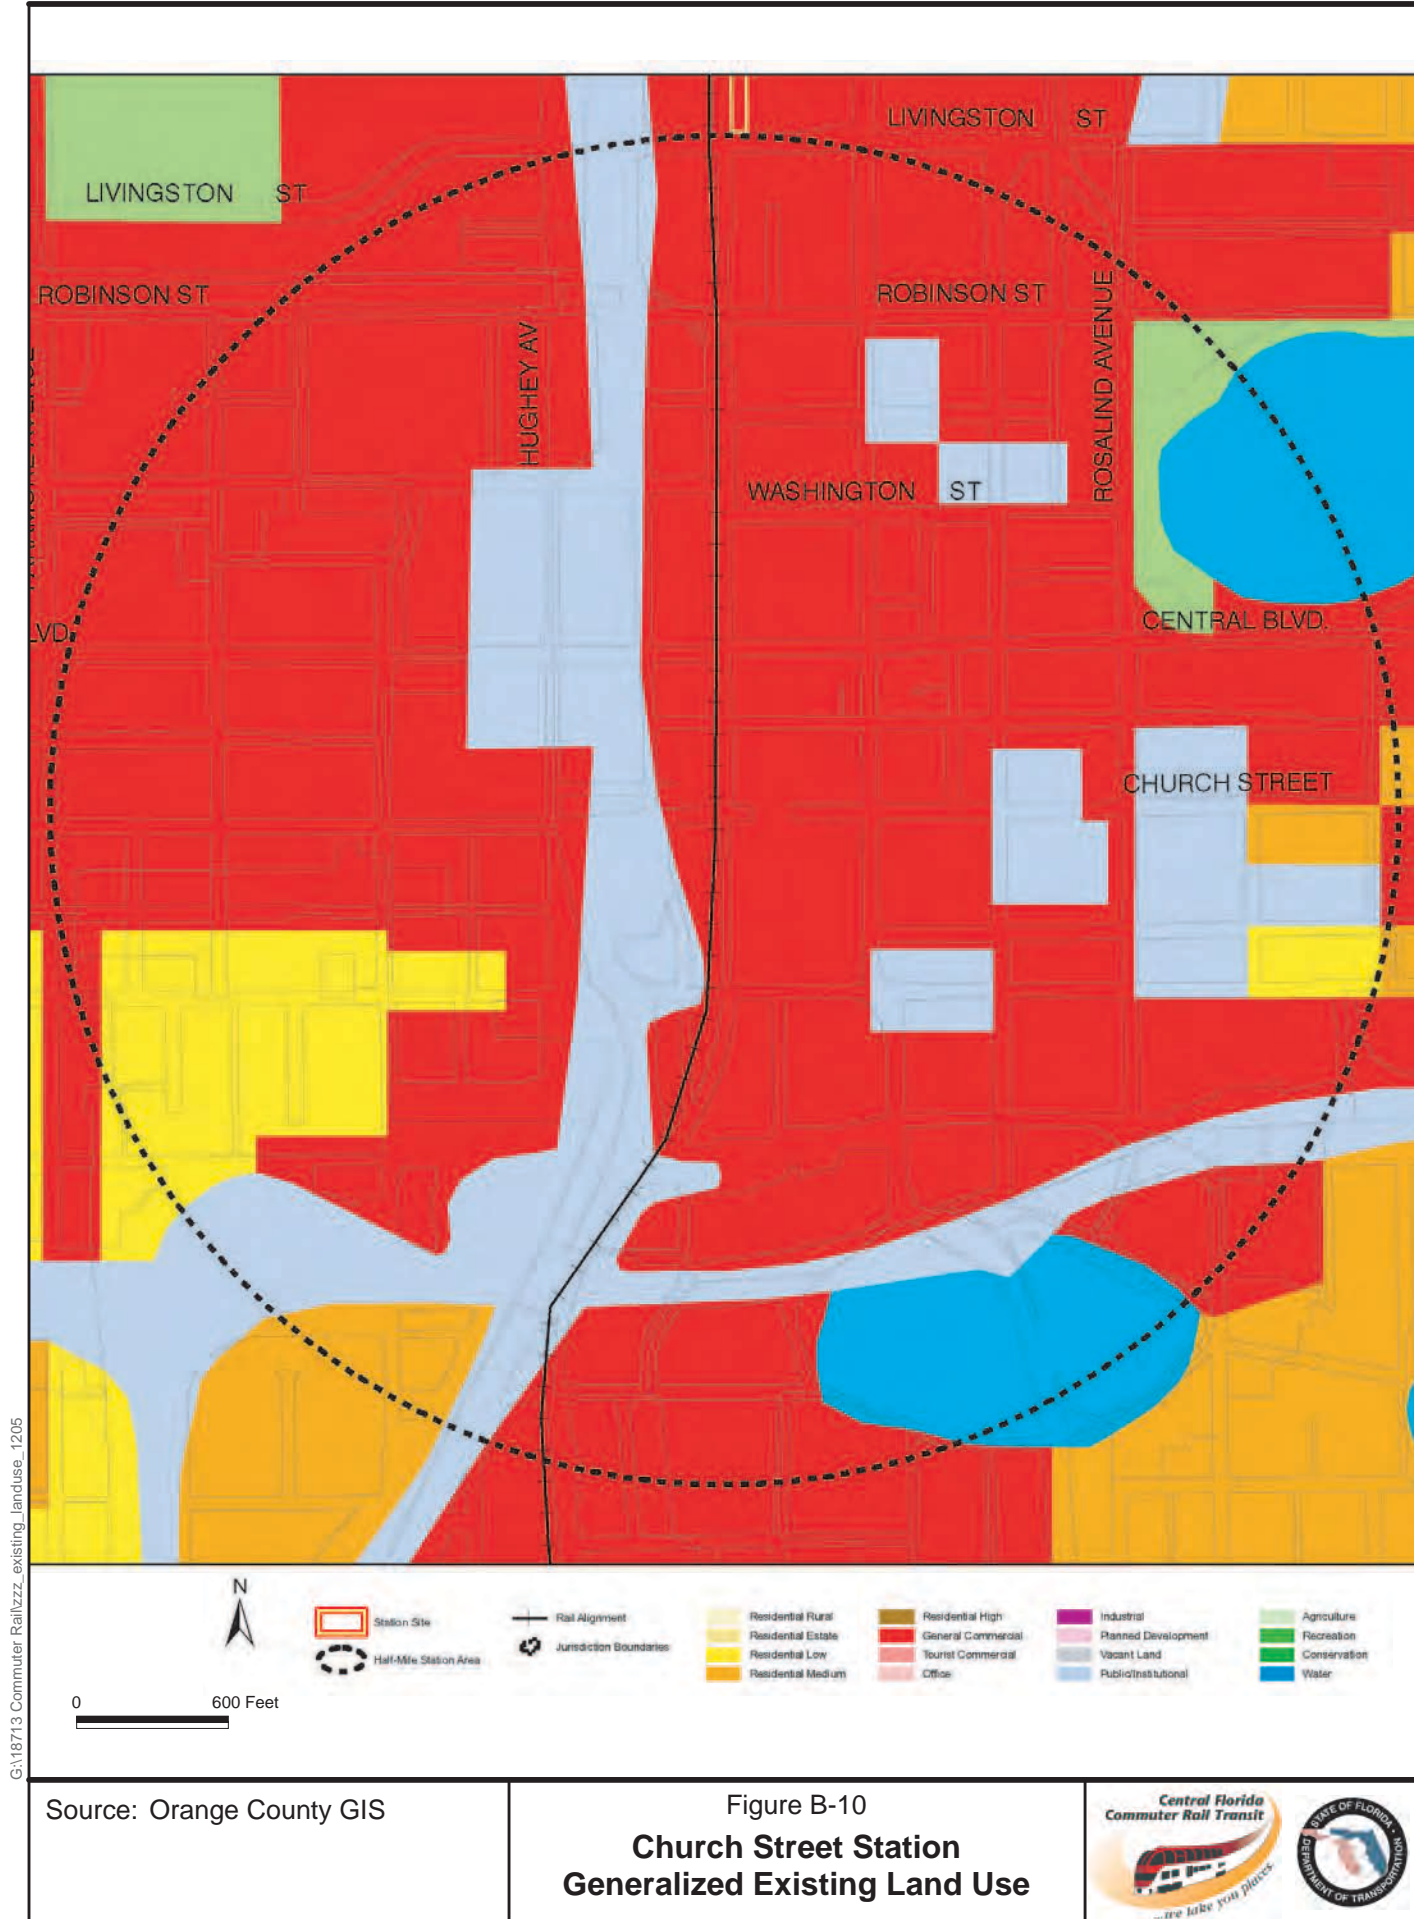 LIVINGSTON ST
LIVINGSTON ST
ROBINSON ST
ROBINSON ST
HUGHEY AV
ROSALIND AVENUE
WASHINGTON ST
LVD.
CENTRAL BLVD.
CHURCH STREET
N
Station Site
Half-Mile Station Area
Rail Alignment
Jurisdiction Boundaries
Residential Rural
Residential Estate
Residential Low
Residential Medium
Residential High
General Commercial
Tourist Commercial
Office
Industrial
Planned Development
Vacant Land
Public/Institutional
Agriculture
Recreation
Conservation
Water
0 600 Feet
G:\18713 Commuter Rail\zzz_existing_landuse_1205
Source: Orange County GIS
Figure B-10
Church Street Station
Generalized Existing Land Use
Central Florida
Commuter Rail Transit
...we take you places.
STATE OF FLORIDA
DEPARTMENT OF TRANSPORTATION